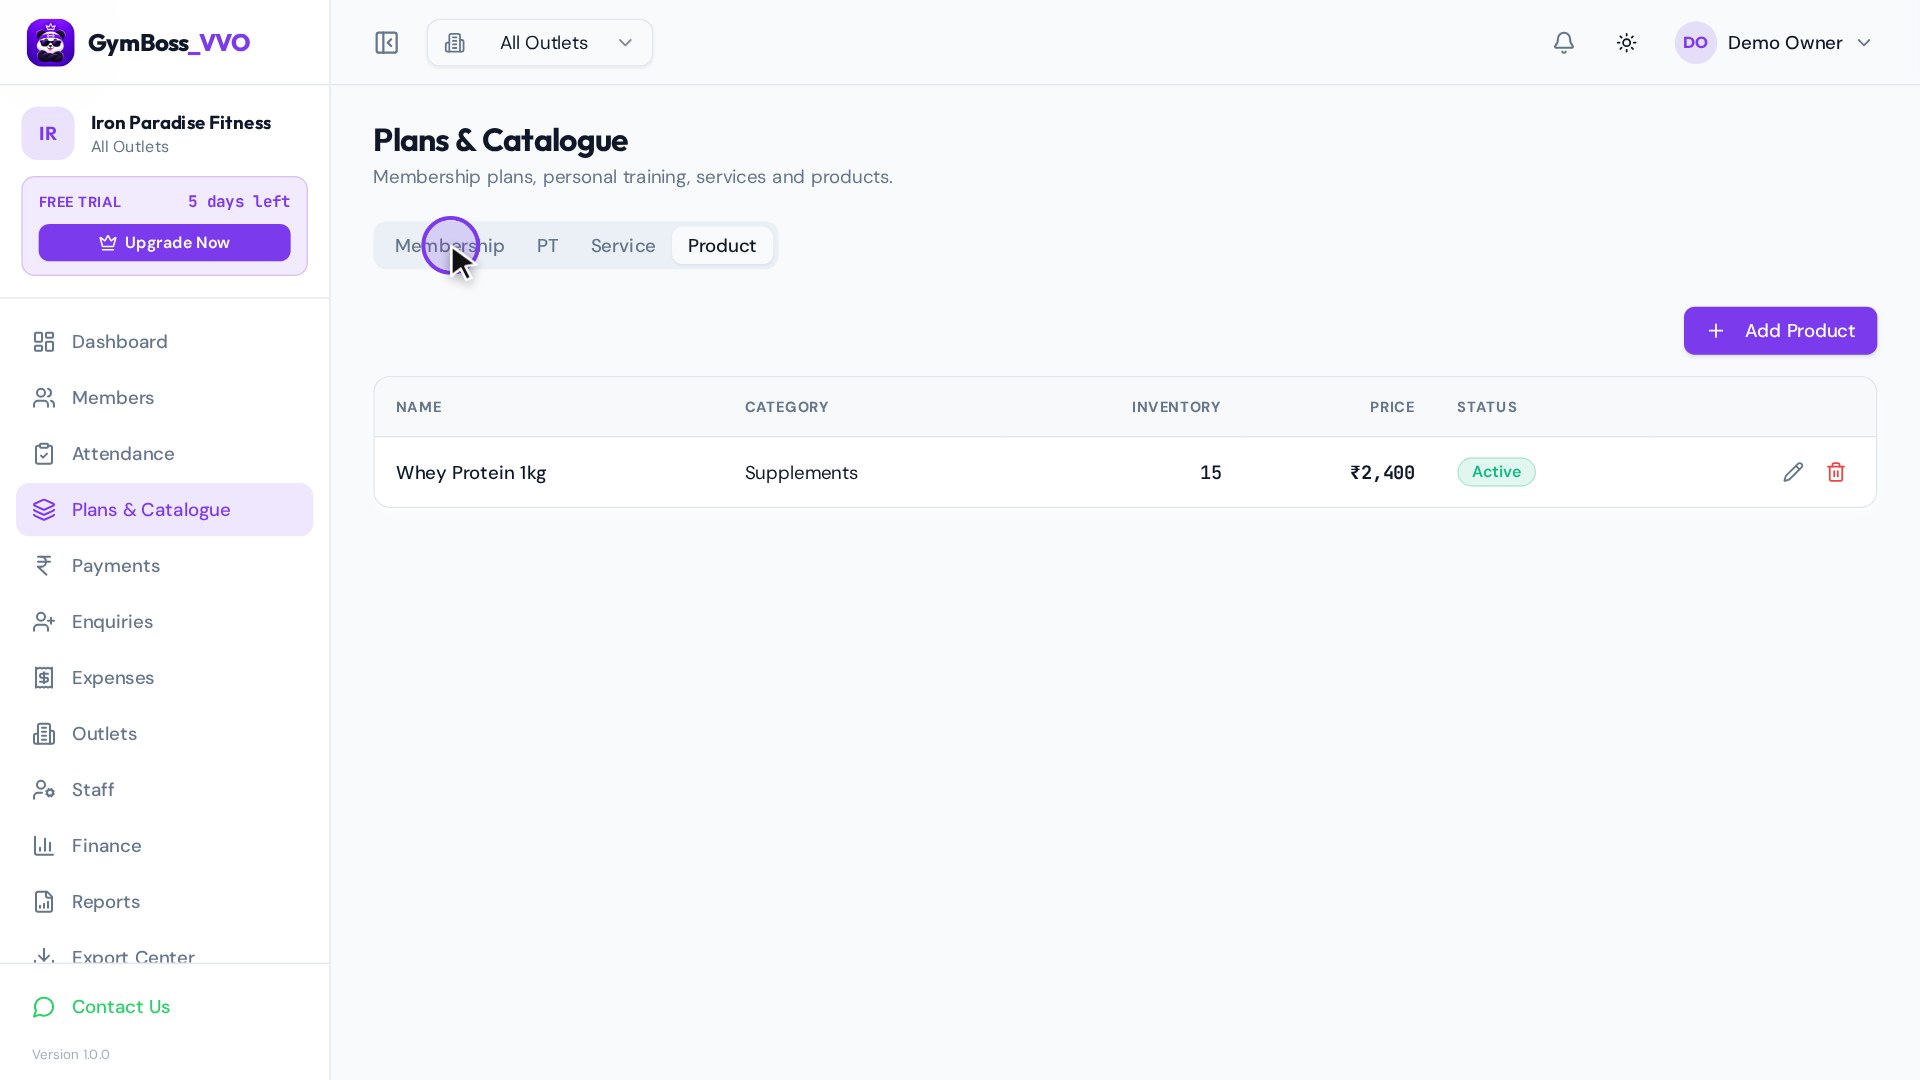 GymBoss_VVO
All Outlets
DO
Demo Owner
IR
Iron Paradise Fitness
All Outlets
FREE TRIAL
5 days left
Upgrade Now
Dashboard
Members
Attendance
Plans & Catalogue
Payments
Enquiries
Expenses
Outlets
Staff
Finance
Reports
Export Center
Contact Us
Version 1.0.0
Plans & Catalogue
Membership plans, personal training, services and products.
Membership PT Service Product
+ Add Product
NAME CATEGORY INVENTORY PRICE STATUS
Whey Protein 1kg Supplements 15 ₹2,400 Active